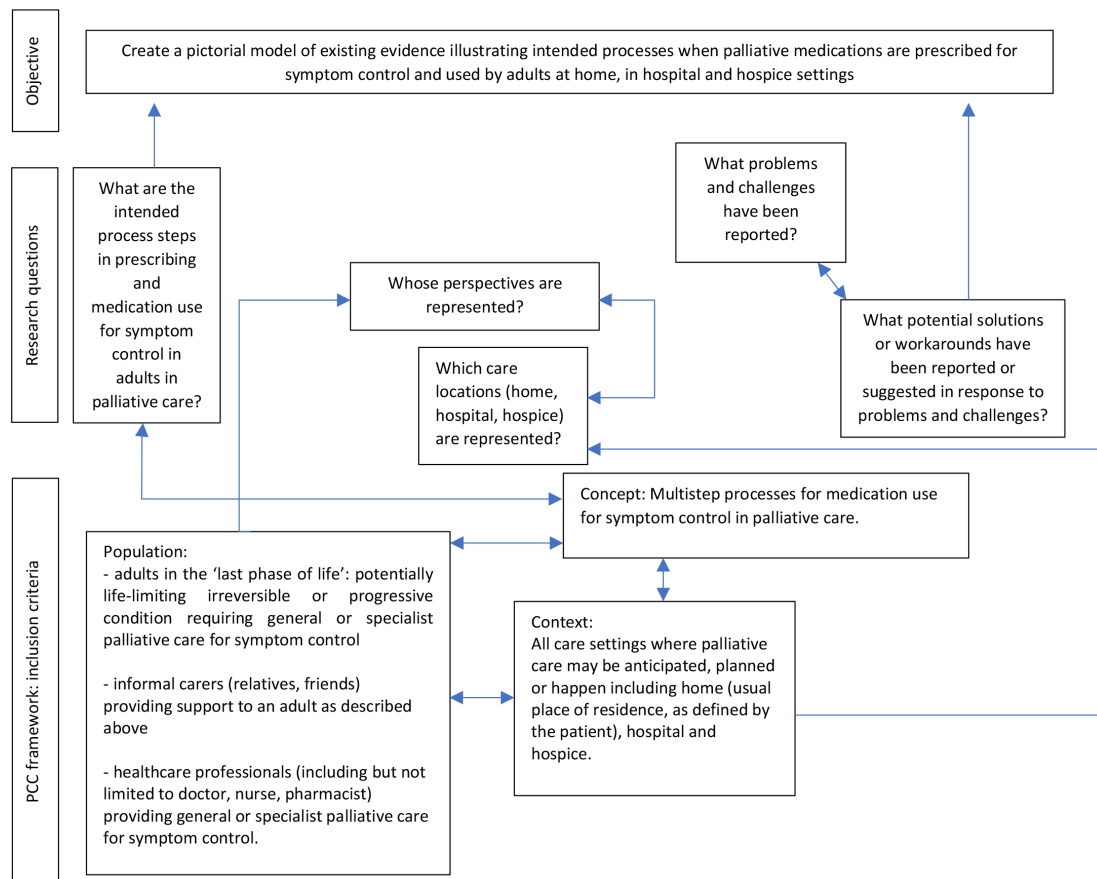 Objective
Create a pictorial model of existing evidence illustrating intended processes when palliative medications are prescribed for
symptom control and used by adults at home, in hospital and hospice settings
Research questions
What are the
intended
process steps
in prescribing
and
medication use
for symptom
control in
adults in
palliative care?
Whose perspectives are
represented?
Which care
locations (home,
hospital, hospice)
are represented?
What problems
and challenges
have been
reported?
What potential solutions
or workarounds have
been reported or
suggested in response to
problems and challenges?
PCC framework: inclusion criteria
Concept: Multistep processes for medication use
for symptom control in palliative care.
Population:
- adults in the ‘last phase of life’: potentially
life-limiting irreversible or progressive
condition requiring general or specialist
palliative care for symptom control
- informal carers (relatives, friends)
providing support to an adult as described
above
- healthcare professionals (including but not
limited to doctor, nurse, pharmacist)
providing general or specialist palliative care
for symptom control.
Context:
All care settings where palliative
care may be anticipated, planned
or happen including home (usual
place of residence, as defined by
the patient), hospital and
hospice.